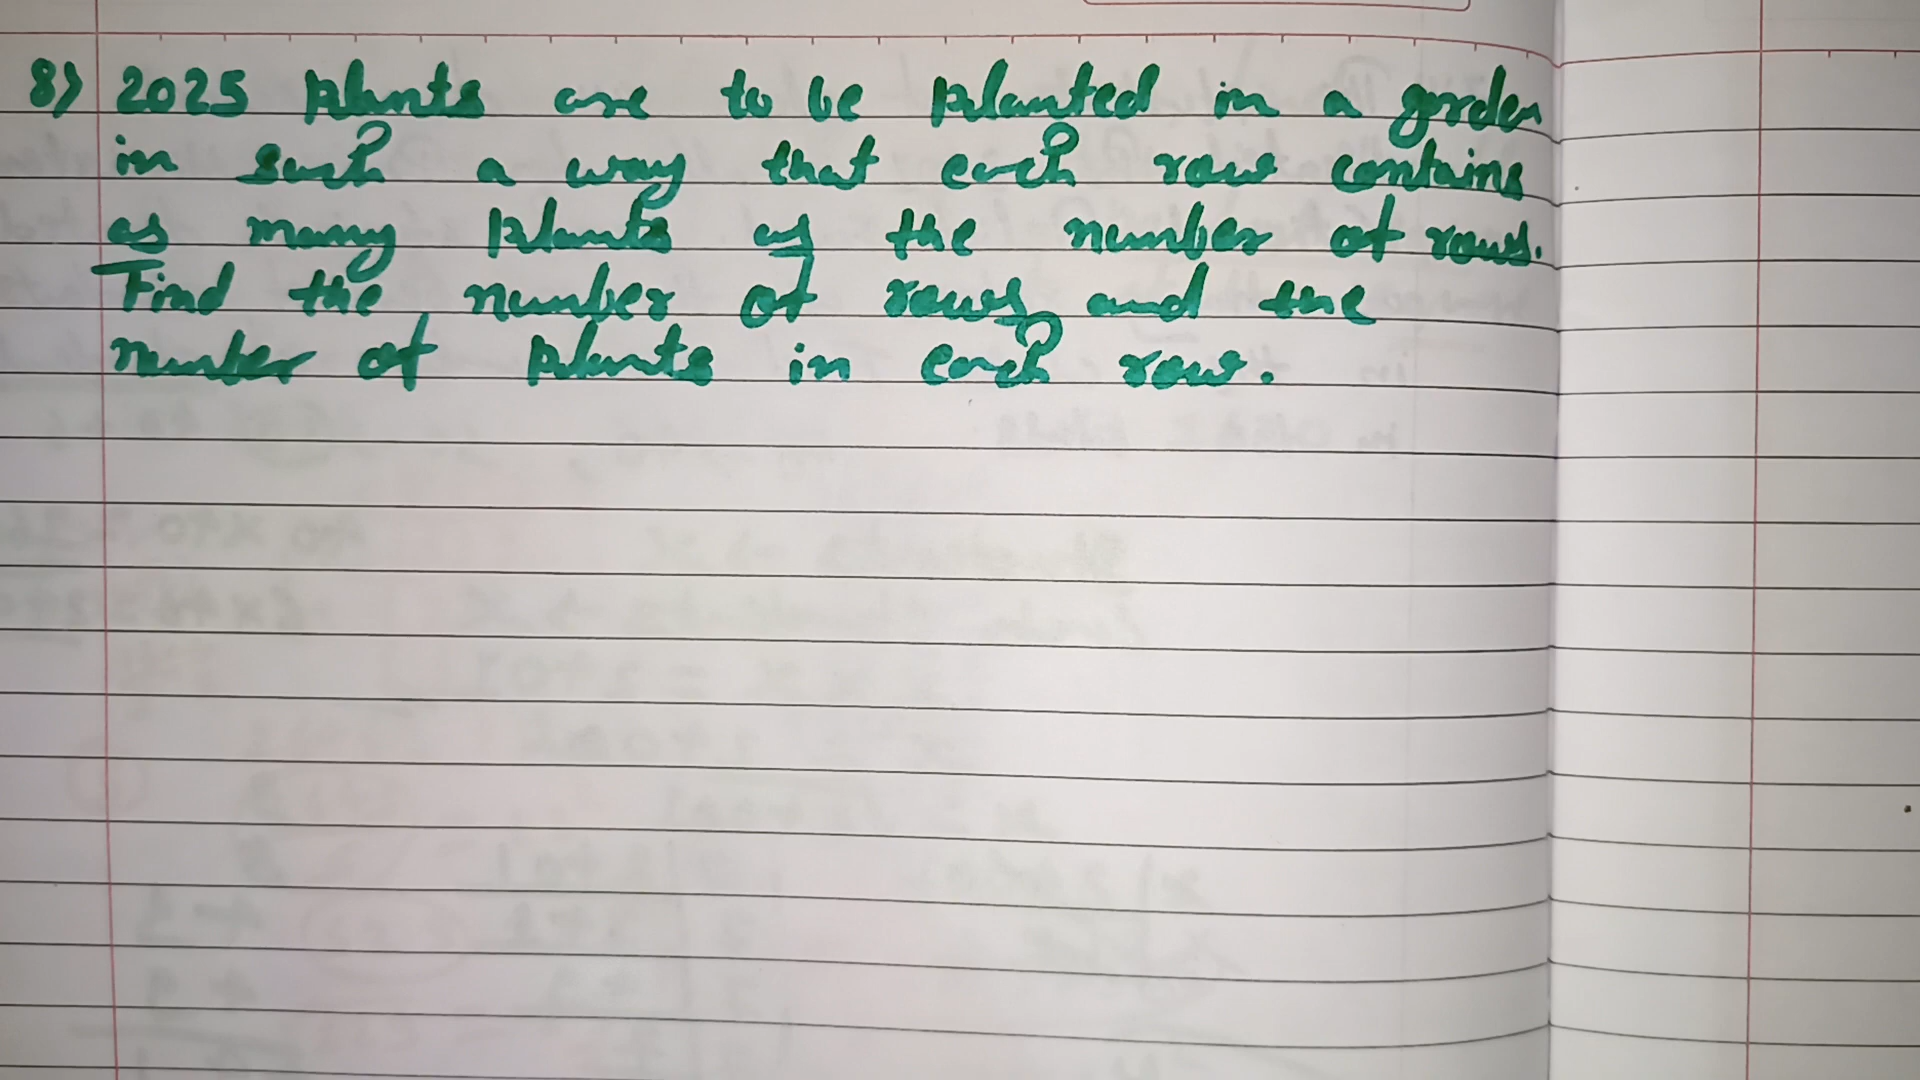 8) 2025 plants are to be planted in a garden
in such a way that each row contains
as many plants as the number of rows.
Find the number of rows and the
number of plants in each row.